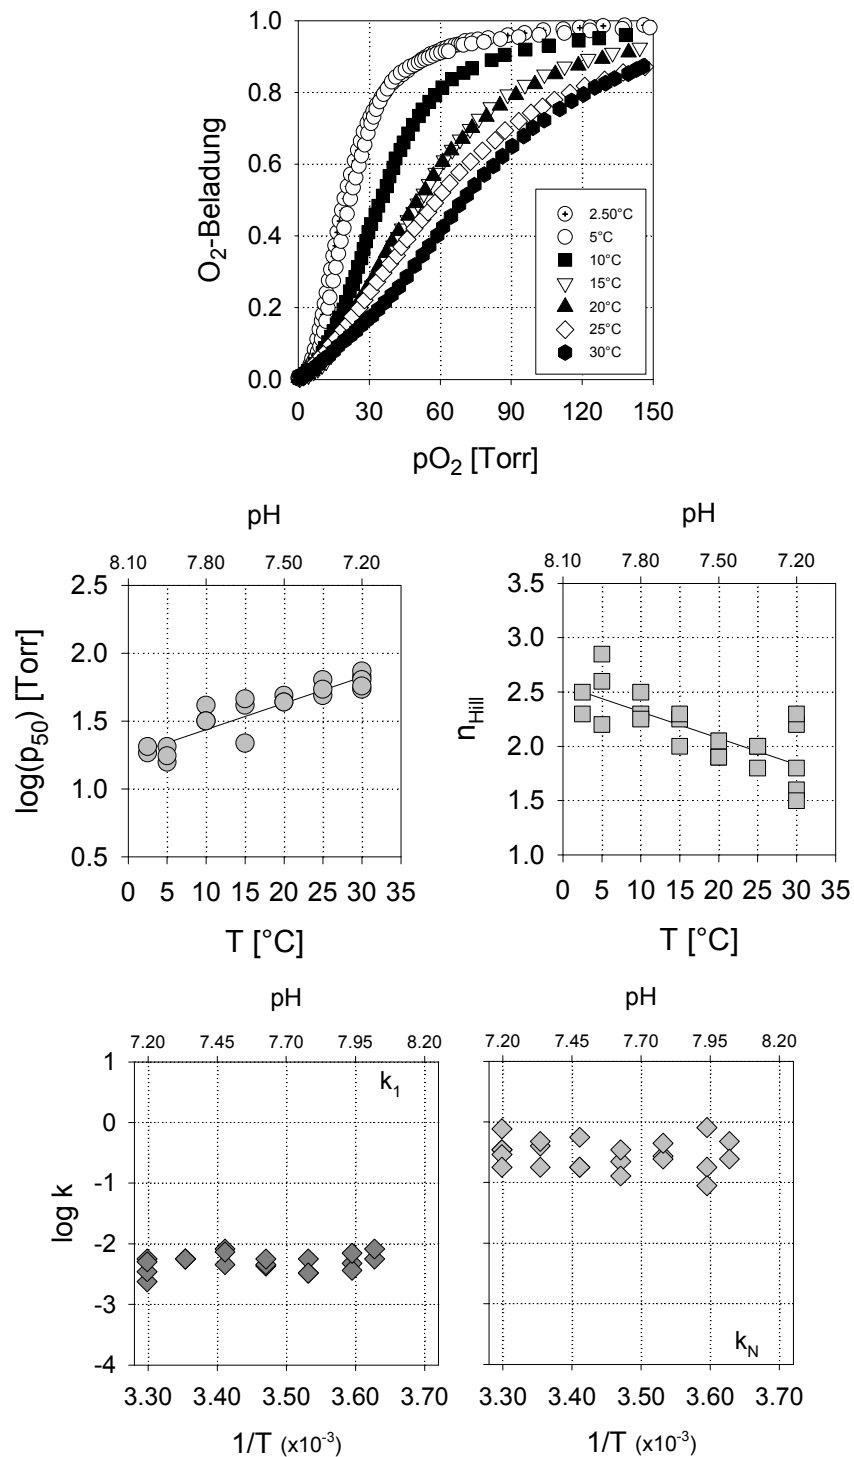 1.0
0.8
0.6
0.4
0.2
0.0
O2-Beladung
2.50°C
5°C
10°C
15°C
20°C
25°C
30°C
0 30 60 90 120 150
pO2 [Torr]
pH
8.10 7.80 7.50 7.20
2.5
2.0
1.5
1.0
0.5
log(p50) [Torr]
0 5 10 15 20 25 30 35
T [°C]
pH
8.10 7.80 7.50 7.20
3.5
3.0
2.5
2.0
1.5
1.0
nHill
0 5 10 15 20 25 30 35
T [°C]
pH
7.20 7.45 7.70 7.95 8.20
1
0
-1
-2
-3
-4
log k
k1
3.30 3.40 3.50 3.60 3.70
1/T (x10-3)
pH
7.20 7.45 7.70 7.95 8.20
kN
3.30 3.40 3.50 3.60 3.70
1/T (x10-3)